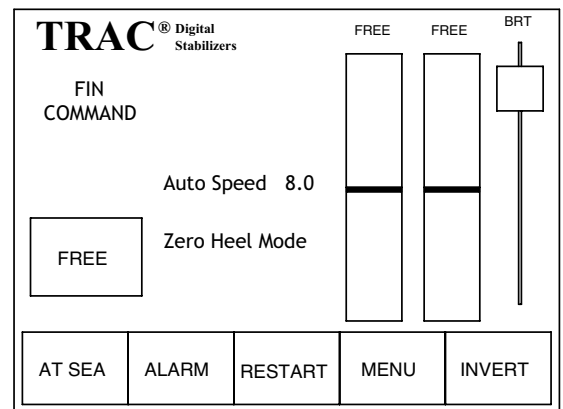 TRAC® Digital Stabilizers
FREE
FREE
BRT
FIN
COMMAND
Auto Speed 8.0
Zero Heel Mode
FREE
AT SEA
ALARM
RESTART
MENU
INVERT